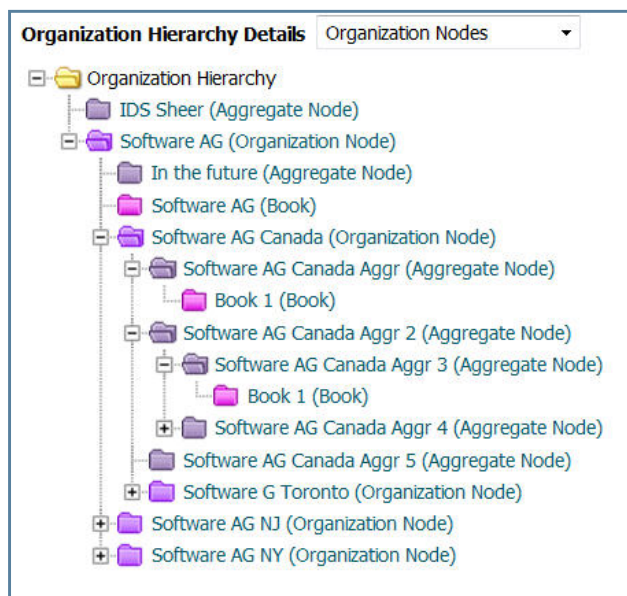 Organization Hierarchy Details Organization Nodes
Organization Hierarchy
IDS Sheer (Aggregate Node)
Software AG (Organization Node)
In the future (Aggregate Node)
Software AG (Book)
Software AG Canada (Organization Node)
Software AG Canada Aggr (Aggregate Node)
Book 1 (Book)
Software AG Canada Aggr 2 (Aggregate Node)
Software AG Canada Aggr 3 (Aggregate Node)
Book 1 (Book)
Software AG Canada Aggr 4 (Aggregate Node)
Software AG Canada Aggr 5 (Aggregate Node)
Software G Toronto (Organization Node)
Software AG NJ (Organization Node)
Software AG NY (Organization Node)